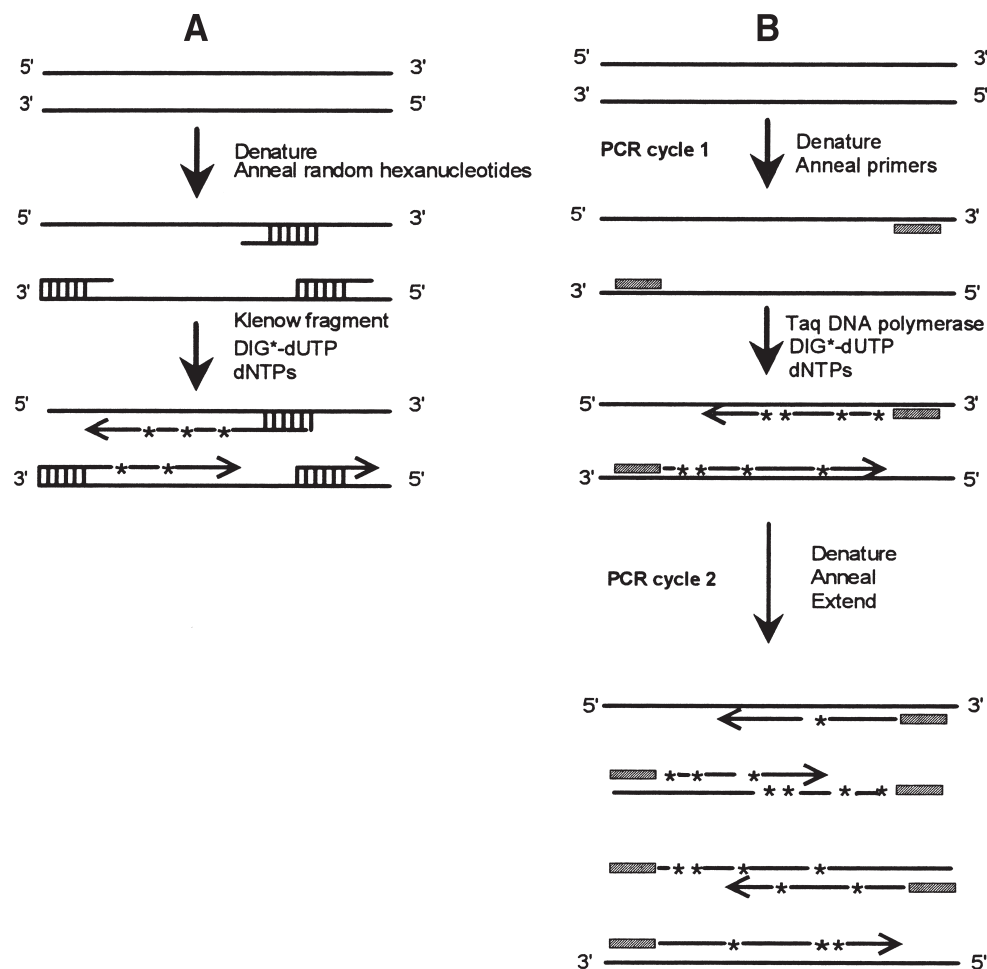 A
5' 3'
3' 5'
Denature
Anneal random hexanucleotides
5' 3'
3' 5'
Klenow fragment
DIG*-dUTP
dNTPs
5' 3'
* * *
3' * * 5'
B
5' 3'
3' 5'
PCR cycle 1
Denature
Anneal primers
5' 3'
3' 5'
Taq DNA polymerase
DIG*-dUTP
dNTPs
5' 3'
* * * *
* * * *
3' 5'
PCR cycle 2
Denature
Anneal
Extend
5' 3'
*
* * *
* * * *
* * * *
* *
* * *
3' 5'